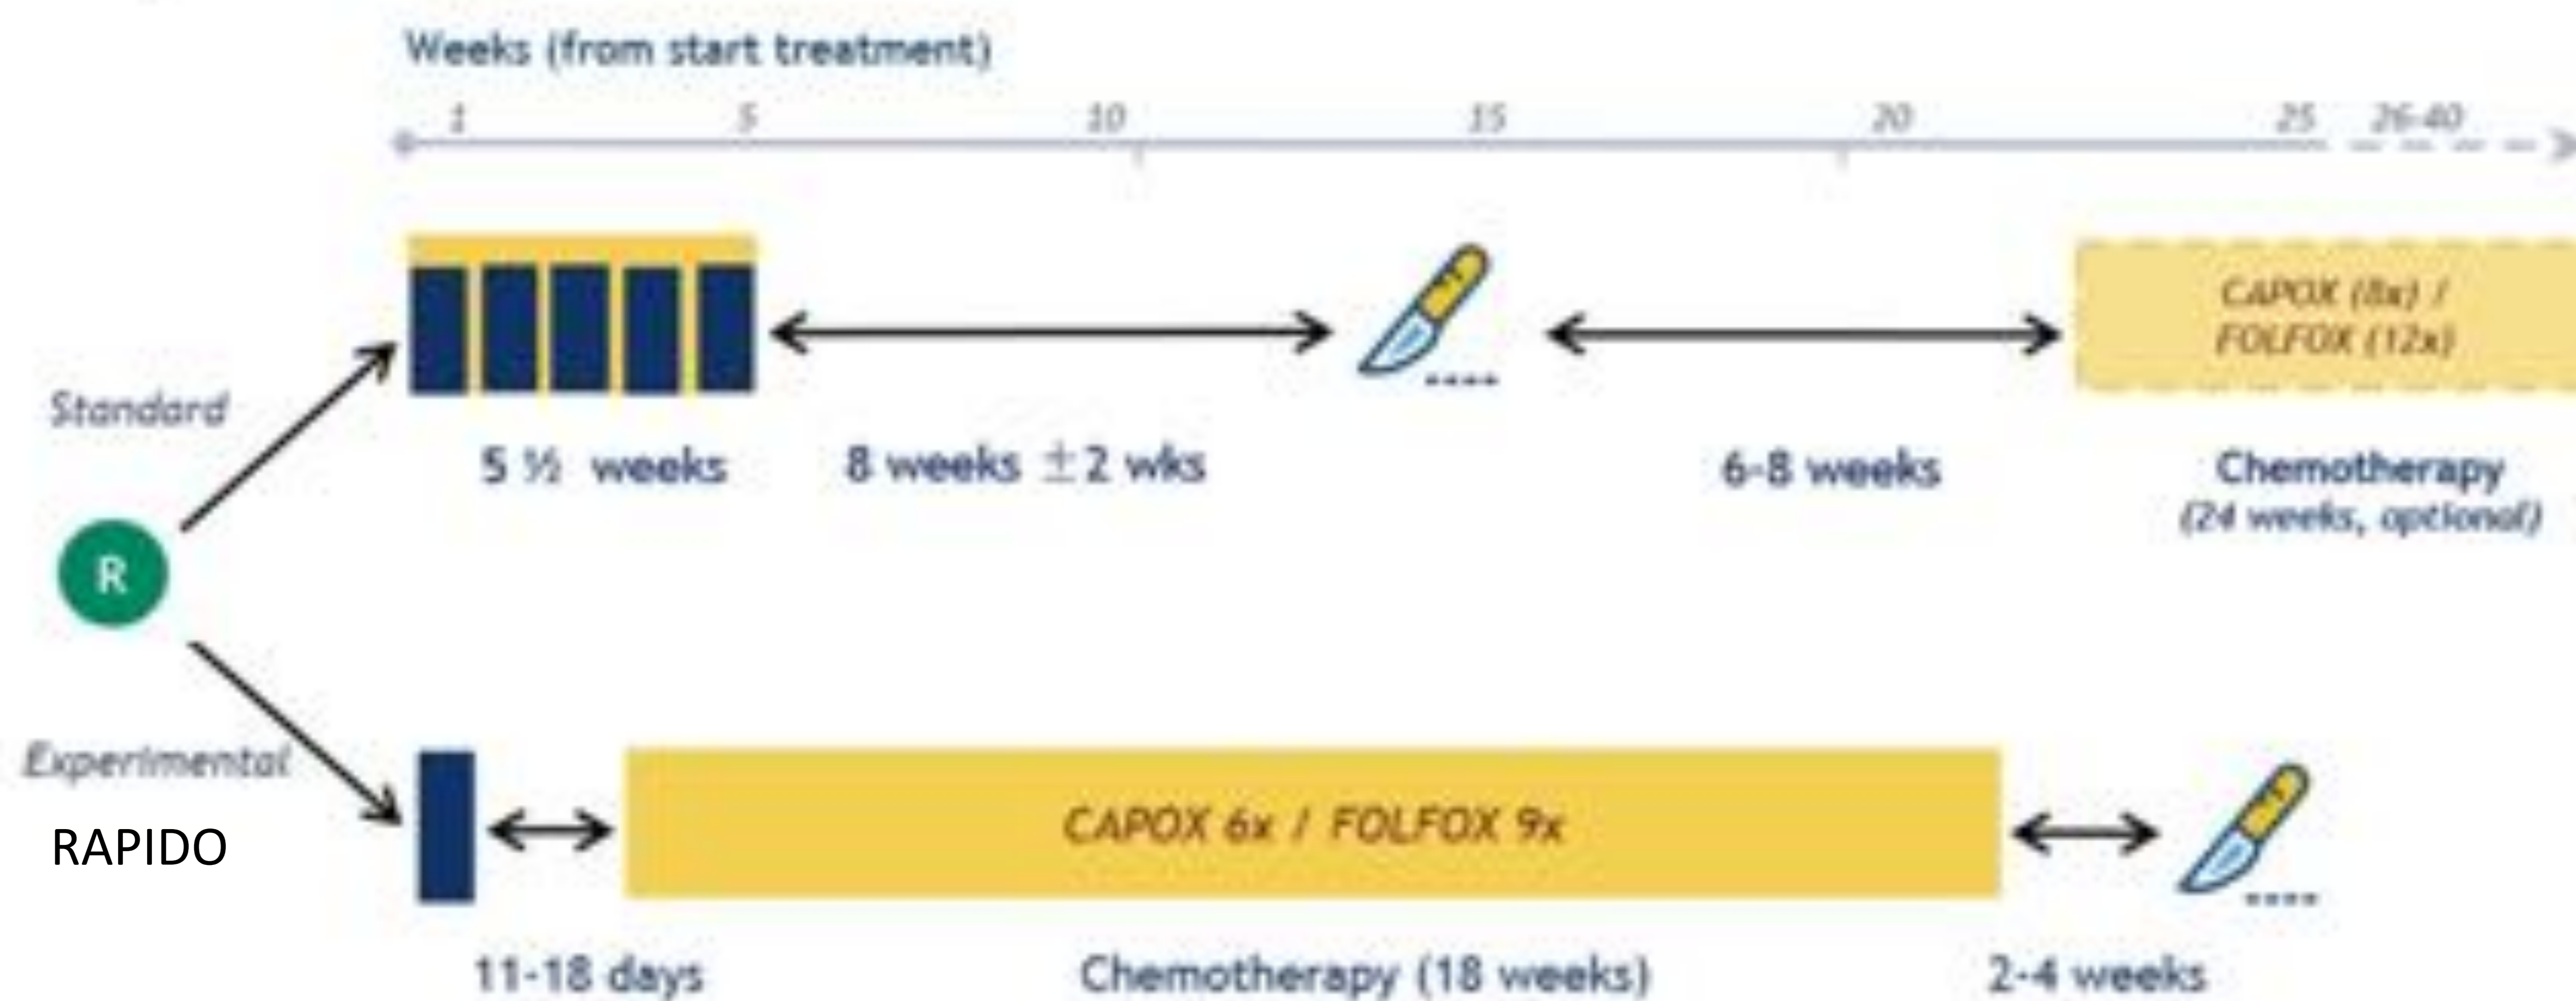 Weeks (from start treatment)
1 5 10 15 20 25 26-40
CAPOX (8x) /
FOLFOX (12x)
Standard
5 ½ weeks
8 weeks ±2 wks
6-8 weeks
Chemotherapy
(24 weeks, optional)
R
Experimental
RAPIDO
CAPOX 6x / FOLFOX 9x
11-18 days
Chemotherapy (18 weeks)
2-4 weeks